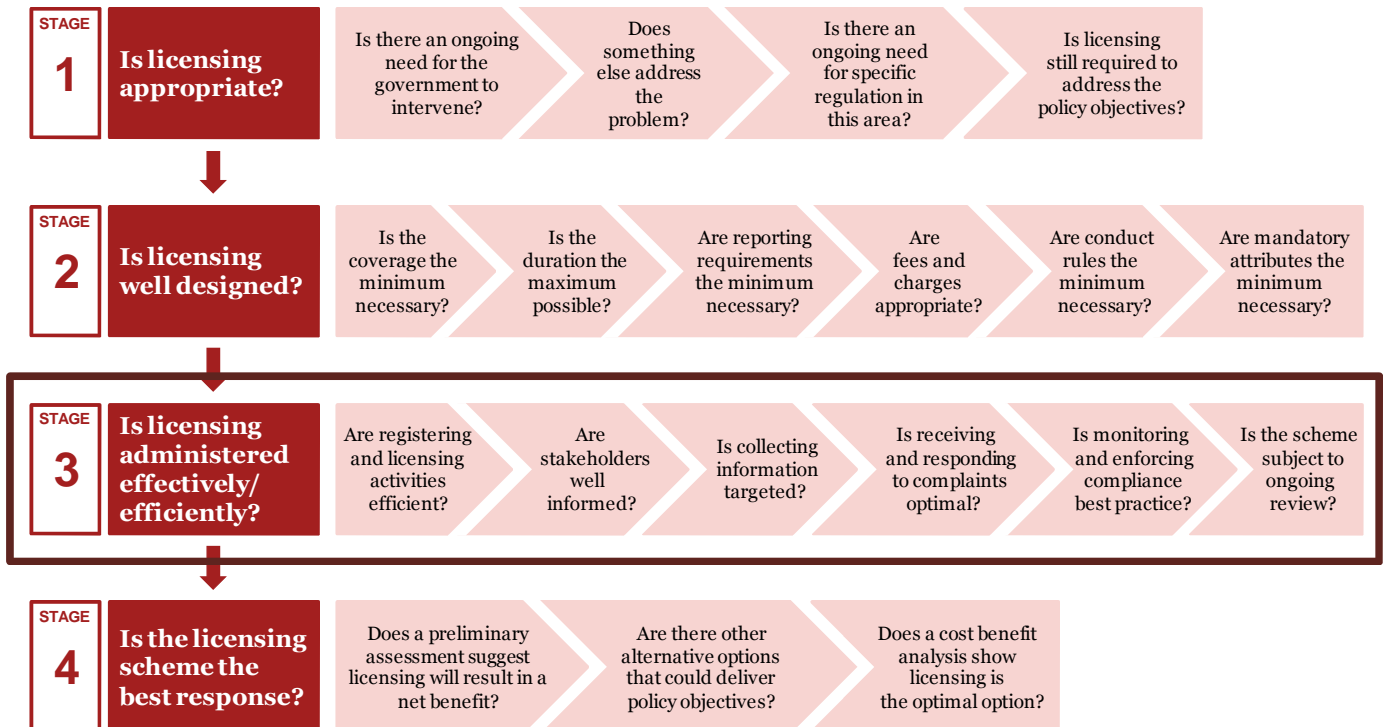 STAGE
1
Is licensing
appropriate?
Is there an ongoing
need for the
government to
intervene?
Does
something
else address
the
problem?
Is there an
ongoing need
for specific
regulation in
this area?
Is licensing
still required to
address the
policy objectives?
STAGE
2
Is licensing
well designed?
Is the
coverage the
minimum
necessary?
Is the
duration the
maximum
possible?
Are reporting
requirements
the minimum
necessary?
Are
fees and
charges
appropriate?
Are conduct
rules the
minimum
necessary?
Are mandatory
attributes the
minimum
necessary?
STAGE
3
Is licensing
administered
effectively/
efficiently?
Are registering
and licensing
activities
efficient?
Are
stakeholders
well
informed?
Is collecting
information
targeted?
Is receiving
and responding
to complaints
optimal?
Is monitoring
and enforcing
compliance
best practice?
Is the scheme
subject to
ongoing
review?
STAGE
4
Is the licensing
scheme the
best response?
Does a preliminary
assessment suggest
licensing will result in a
net benefit?
Are there other
alternative options
that could deliver
policy objectives?
Does a cost benefit
analysis show
licensing is
the optimal option?